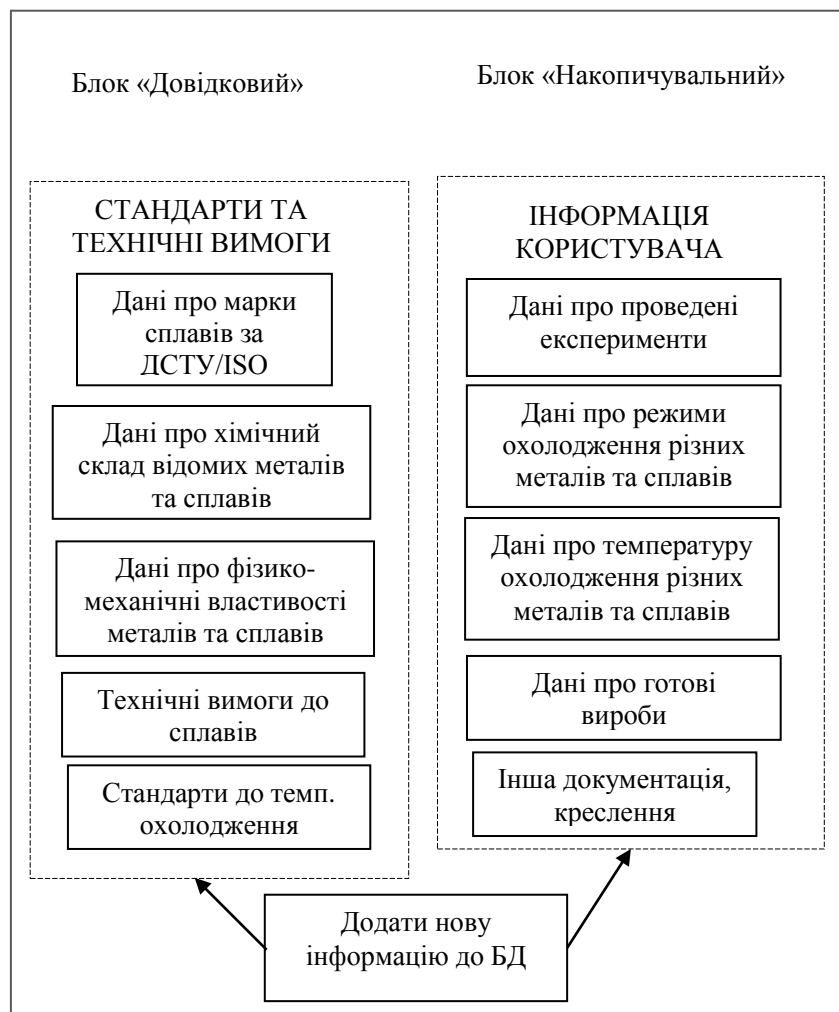 Блок «Довідковий»
СТАНДАРТИ ТА
ТЕХНІЧНІ ВИМОГИ
Дані про марки
сплавів за
ДСТУ/ISO
Дані про хімічний
склад відомих металів
та сплавів
Дані про фізико-
механічні властивості
металів та сплавів
Технічні вимоги до
сплавів
Стандарти до темп.
охолодження
Блок «Накопичувальний»
ІНФОРМАЦІЯ
КОРИСТУВАЧА
Дані про проведені
експерименти
Дані про режими
охолодження різних
металів та сплавів
Дані про температуру
охолодження різних
металів та сплавів
Дані про готові
вироби
Інша документація,
креслення
Додати нову
інформацію до БД